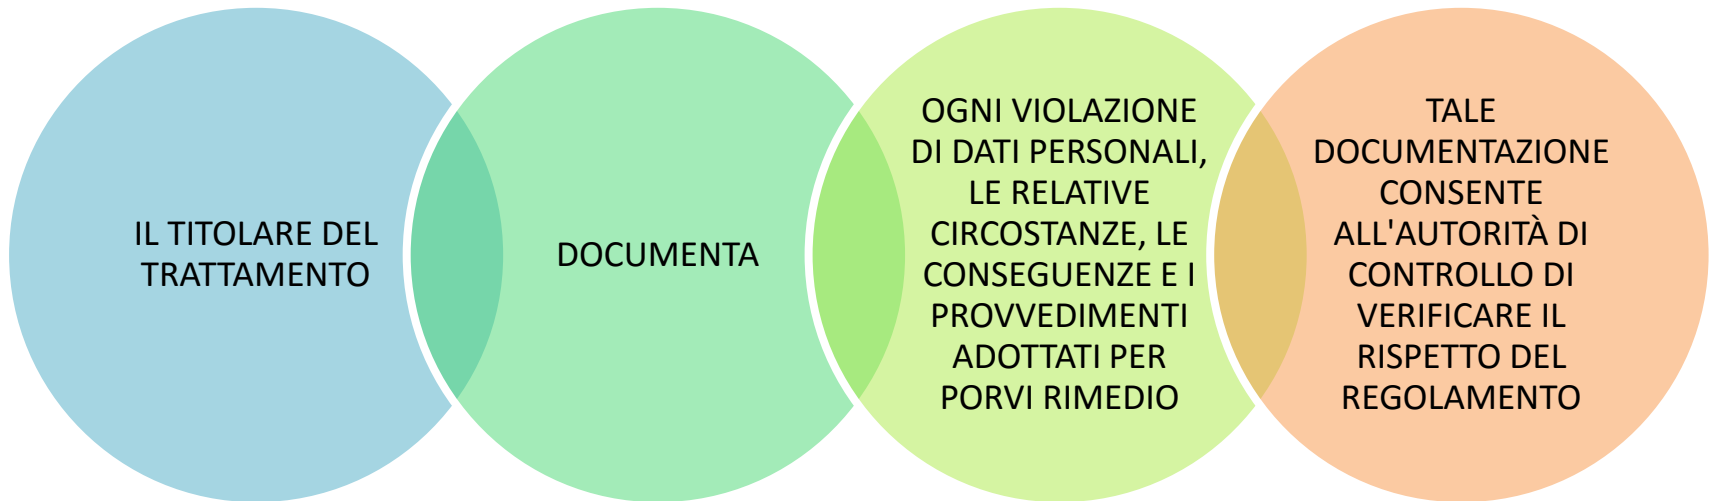 IL TITOLARE DEL
TRATTAMENTO
DOCUMENTA
OGNI VIOLAZIONE
DI DATI PERSONALI,
LE RELATIVE
CIRCOSTANZE, LE
CONSEGUENZE E I
PROVVEDIMENTI
ADOTTATI PER
PORVI RIMEDIO
TALE
DOCUMENTAZIONE
CONSENTE
ALL'AUTORITÀ DI
CONTROLLO DI
VERIFICARE IL
RISPETTO DEL
REGOLAMENTO